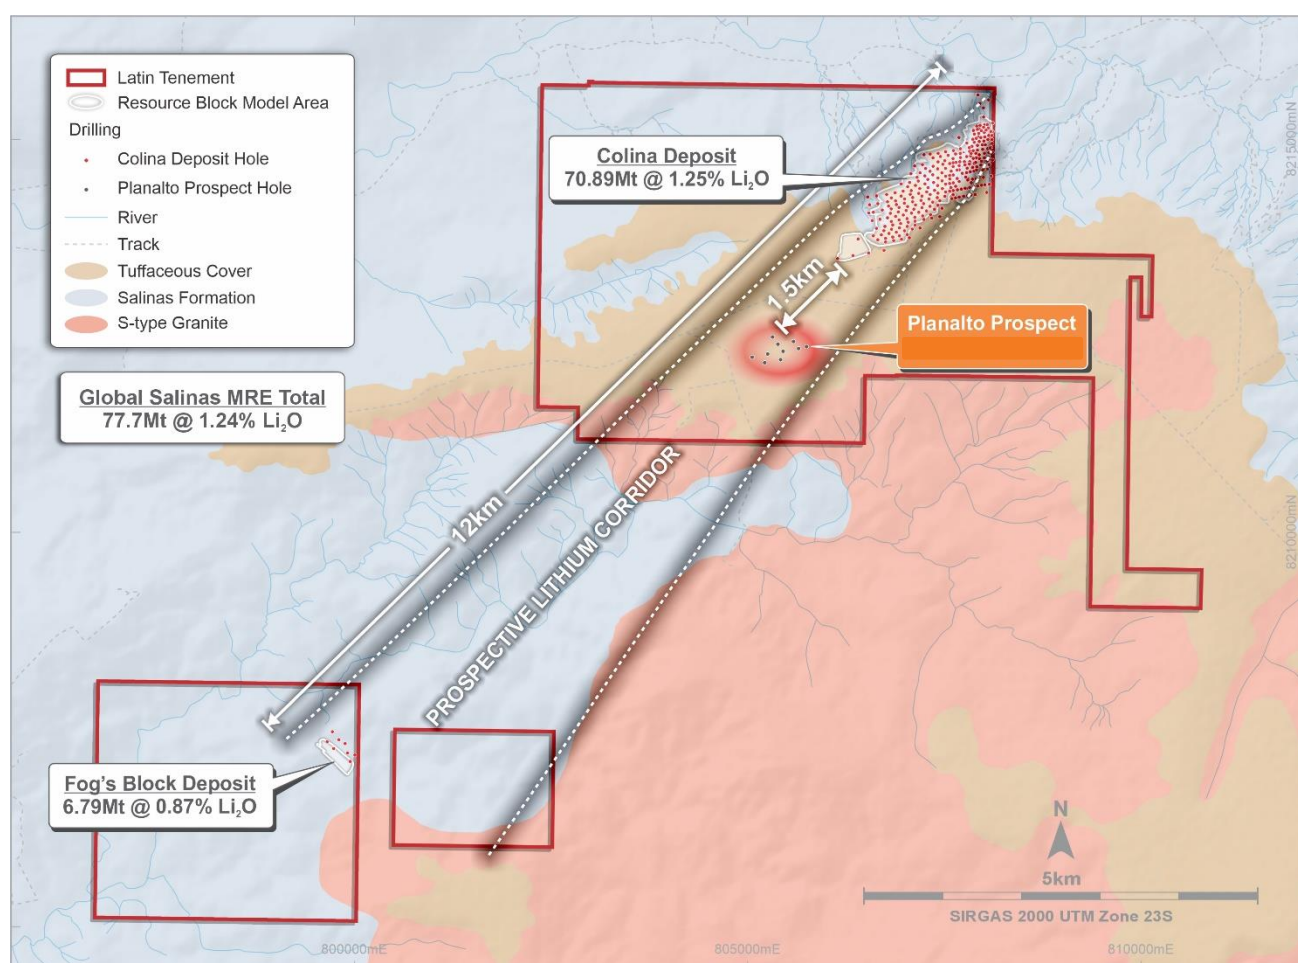 Latin Tenement
Resource Block Model Area
Drilling
Colina Deposit Hole
Planalto Prospect Hole
River
Track
Tuffaceous Cover
Salinas Formation
S-type Granite
Global Salinas MRE Total
77.7Mt @ 1.24% Li₂O
Colina Deposit
70.89Mt @ 1.25% Li₂O
8215000mN
1.5km
Planalto Prospect
12km
PROSPECTIVE LITHIUM CORRIDOR
8210000mN
Fog's Block Deposit
6.79Mt @ 0.87% Li₂O
N
5km
SIRGAS 2000 UTM Zone 23S
800000mE
805000mE
810000mE